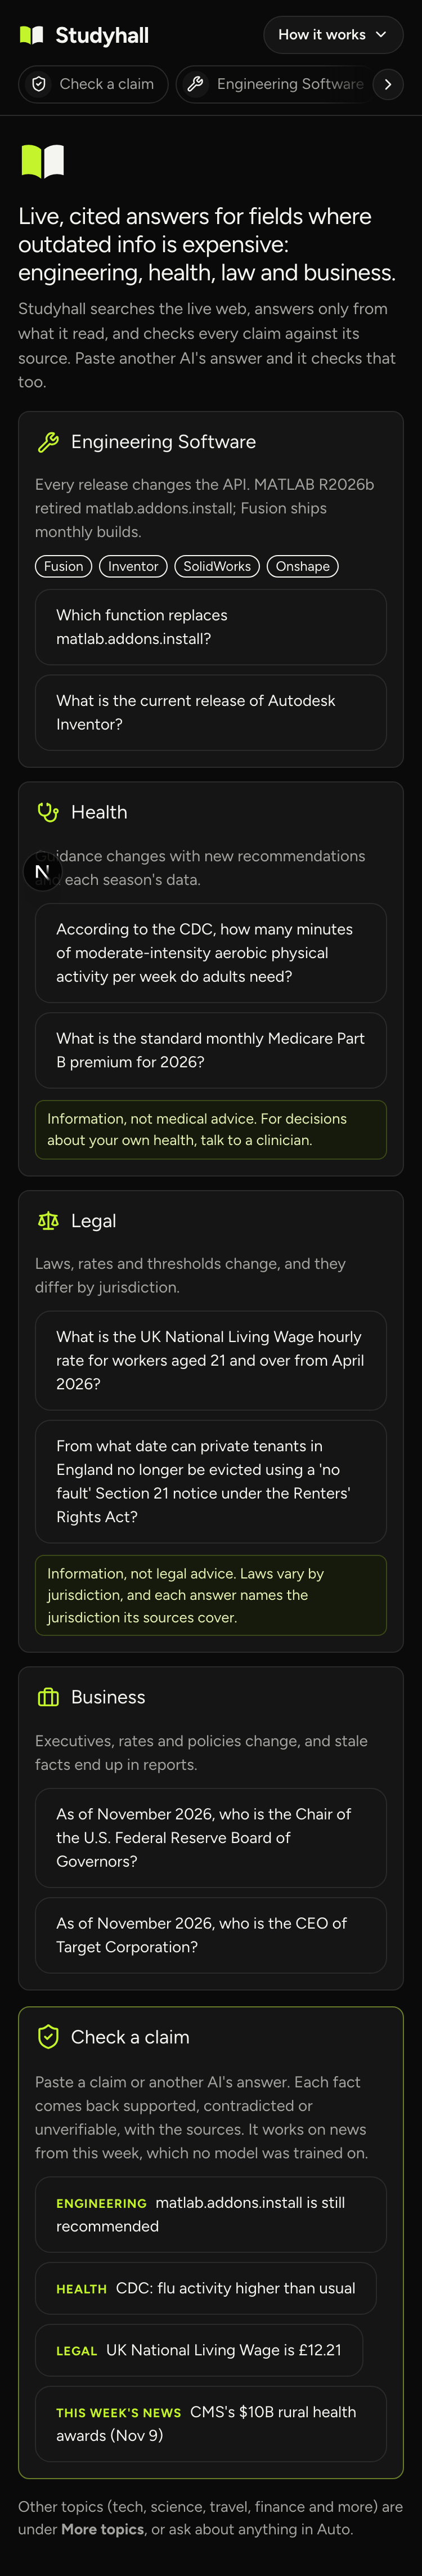 Studyhall
How it works
Check a claim
Engineering Software
Live, cited answers for fields where
outdated info is expensive:
engineering, health, law and business.
Studyhall searches the live web, answers only from
what it read, and checks every claim against its
source. Paste another AI's answer and it checks that
too.
Engineering Software
Every release changes the API. MATLAB R2026b
retired matlab.addons.install; Fusion ships
monthly builds.
Fusion
Inventor
SolidWorks
Onshape
Which function replaces
matlab.addons.install?
What is the current release of Autodesk
Inventor?
Health
Guidance changes with new recommendations
N
and each season's data.
According to the CDC, how many minutes
of moderate-intensity aerobic physical
activity per week do adults need?
What is the standard monthly Medicare Part
B premium for 2026?
Information, not medical advice. For decisions
about your own health, talk to a clinician.
Legal
Laws, rates and thresholds change, and they
differ by jurisdiction.
What is the UK National Living Wage hourly
rate for workers aged 21 and over from April
2026?
From what date can private tenants in
England no longer be evicted using a 'no
fault' Section 21 notice under the Renters'
Rights Act?
Information, not legal advice. Laws vary by
jurisdiction, and each answer names the
jurisdiction its sources cover.
Business
Executives, rates and policies change, and stale
facts end up in reports.
As of November 2026, who is the Chair of
the U.S. Federal Reserve Board of
Governors?
As of November 2026, who is the CEO of
Target Corporation?
Check a claim
Paste a claim or another AI's answer. Each fact
comes back supported, contradicted or
unverifiable, with the sources. It works on news
from this week, which no model was trained on.
ENGINEERING matlab.addons.install is still
recommended
HEALTH CDC: flu activity higher than usual
LEGAL UK National Living Wage is £12.21
THIS WEEK'S NEWS CMS's $10B rural health
awards (Nov 9)
Other topics (tech, science, travel, finance and more) are
under More topics, or ask about anything in Auto.